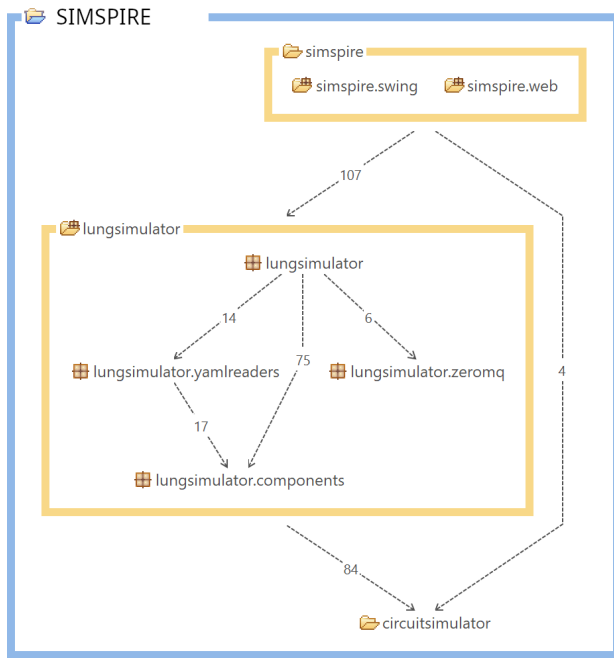 SIMSPIRE
simspire
simspire.swing simspire.web
107
lungsimulator
lungsimulator
14 6
75
4
lungsimulator.yamlreaders lungsimulator.zeromq
17
lungsimulator.components
84
circuitsimulator